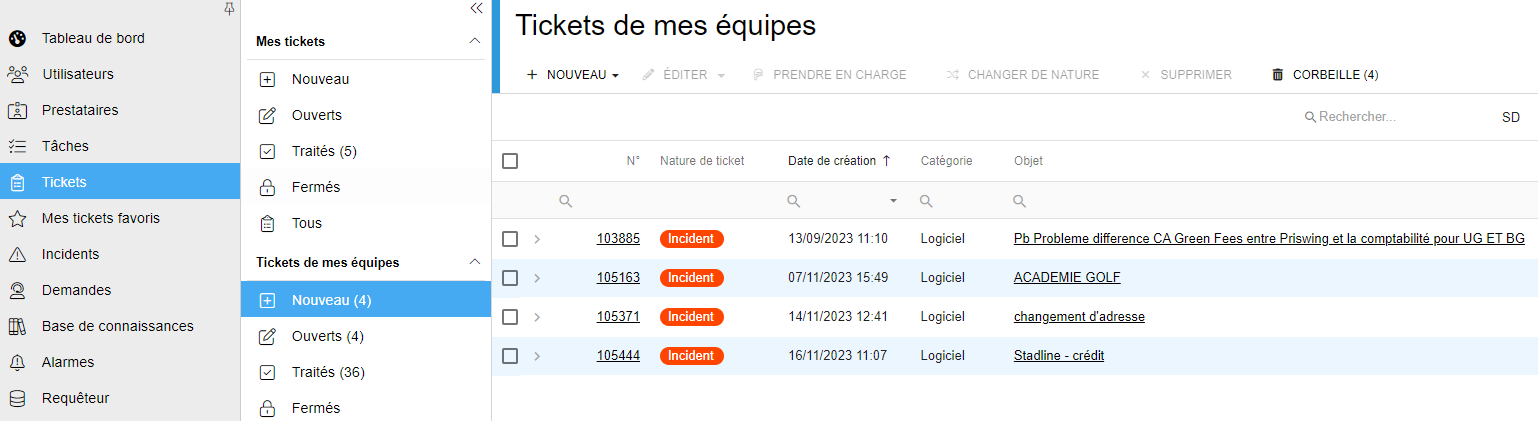 Tableau de bord
Utilisateurs
Prestataires
Tâches
Tickets
Mes tickets favoris
Incidents
Demandes
Base de connaissances
Alarmes
Requêteur
Mes tickets
Nouveau
Ouverts
Traités (5)
Fermés
Tous
Tickets de mes équipes
Nouveau (4)
Ouverts (4)
Traités (36)
Fermés
Tickets de mes équipes
NOUVEAU ÉDITER PRENDRE EN CHARGE CHANGER DE NATURE SUPPRIMER CORBEILLE (4)
Rechercher... SD
N° Nature de ticket Date de création Catégorie Objet
103885 Incident 13/09/2023 11:10 Logiciel Pb Probleme difference CA Green Fees entre Priswing et la comptabilité pour UG ET BG
105163 Incident 07/11/2023 15:49 Logiciel ACADEMIE GOLF
105371 Incident 14/11/2023 12:41 Logiciel changement d'adresse
105444 Incident 16/11/2023 11:07 Logiciel Stadline - crédit